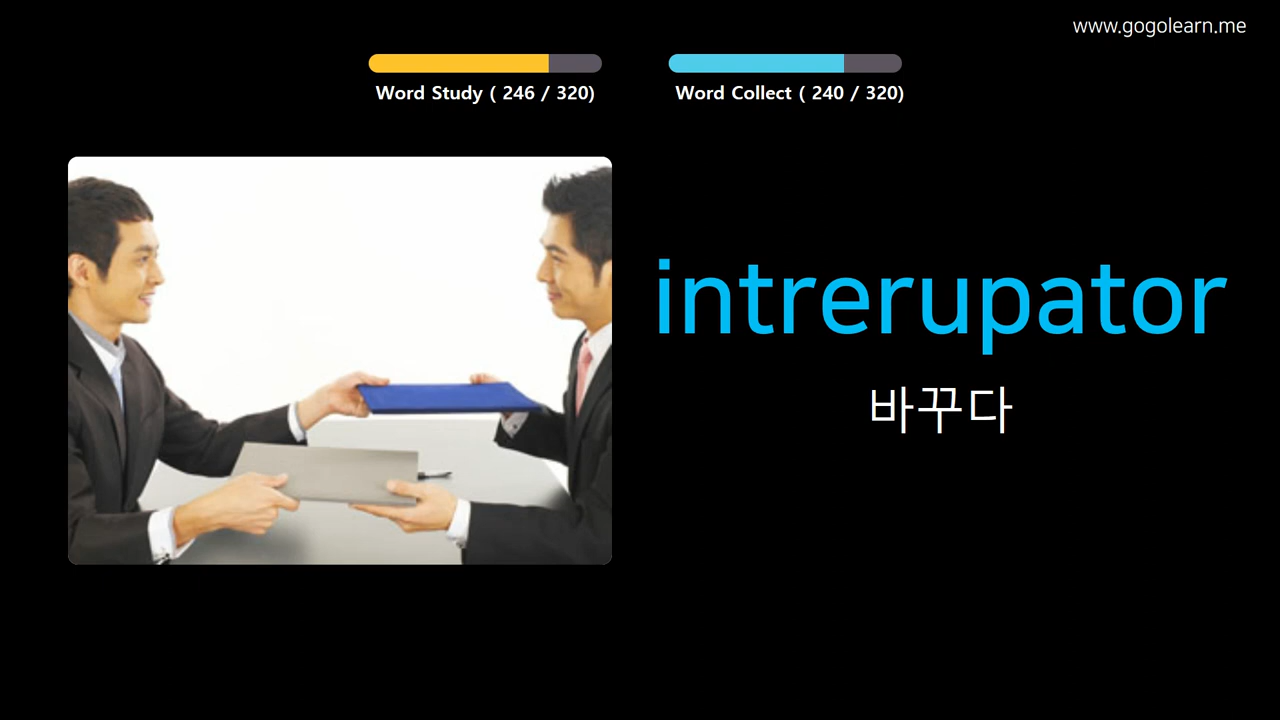 www.gogolearn.me
Word Study ( 246 / 320)
Word Collect ( 240 / 320)
intrerupator
바꾸다